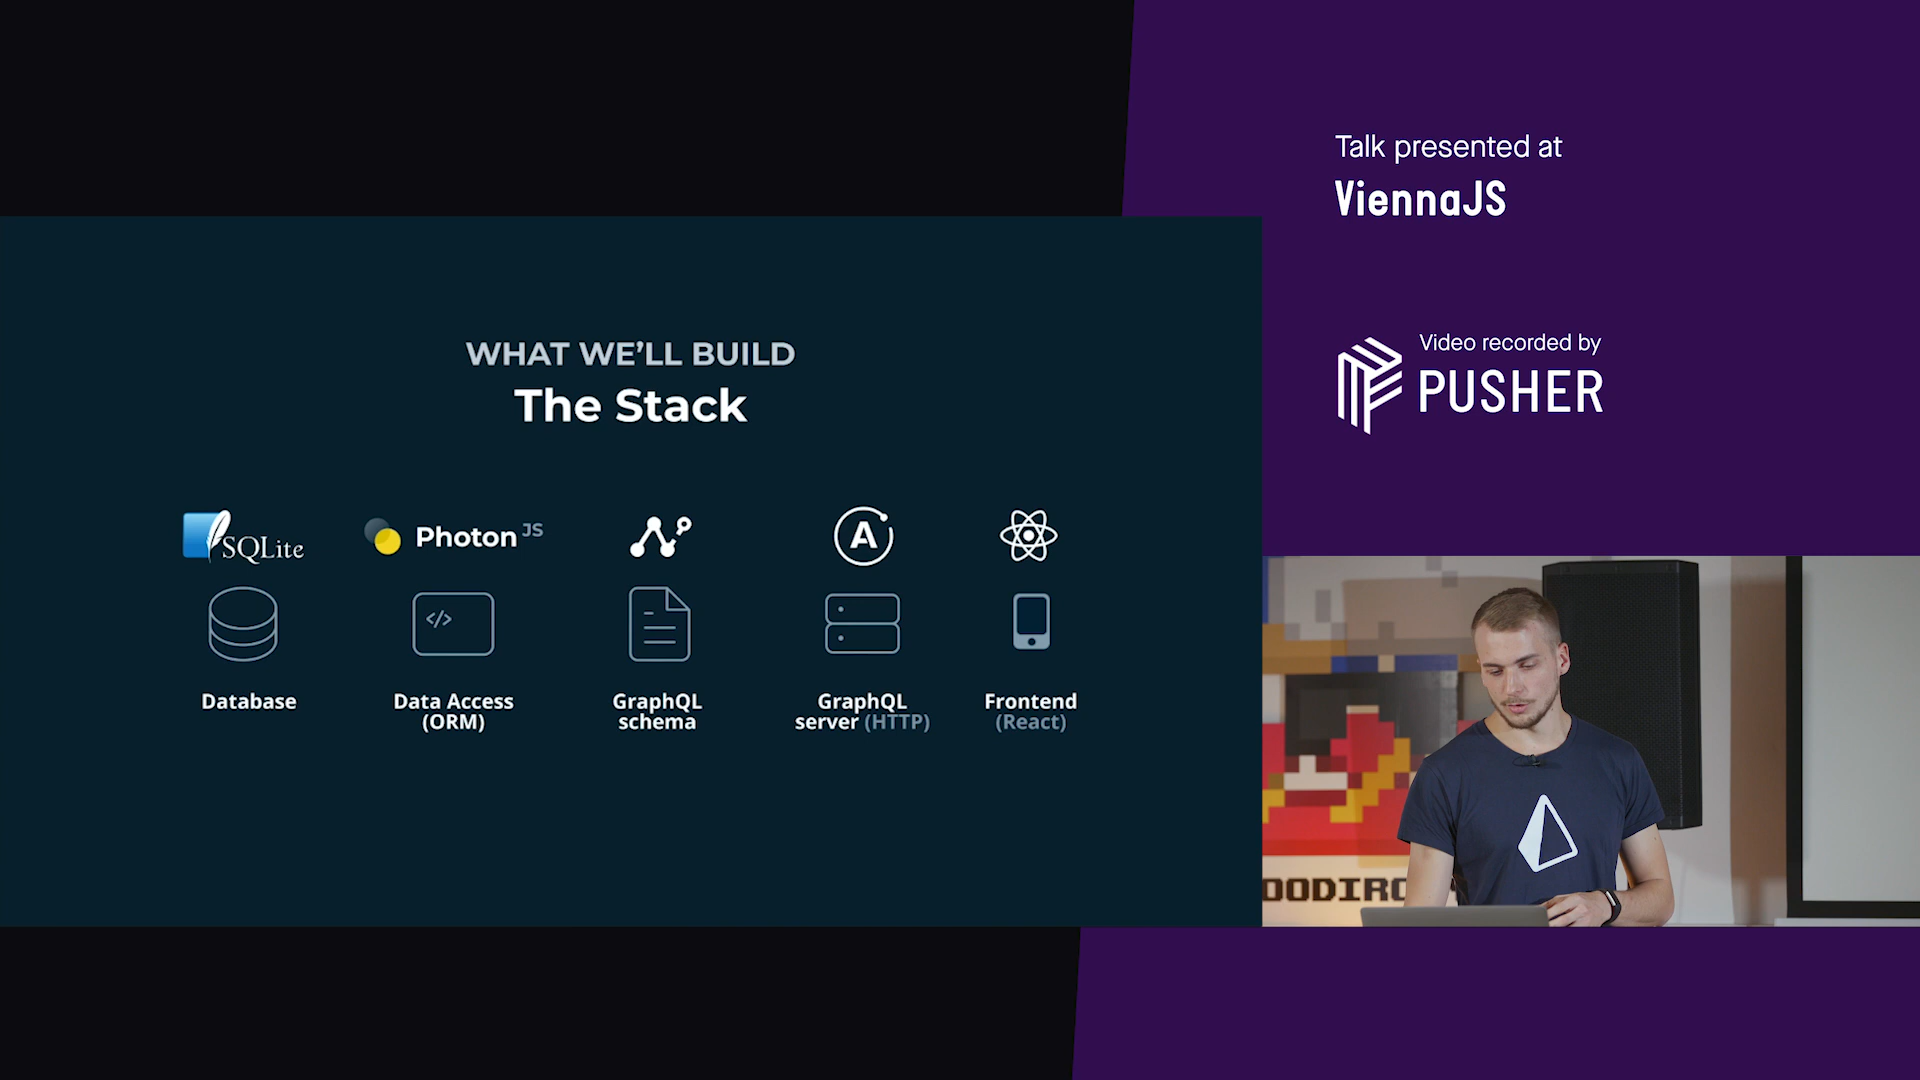 WHAT WE'LL BUILD
The Stack
SQLite
Photon JS
A
Database
Data Access
(ORM)
GraphQL
schema
GraphQL
server (HTTP)
Frontend
(React)
Talk presented at
ViennaJS
Video recorded by
PUSHER